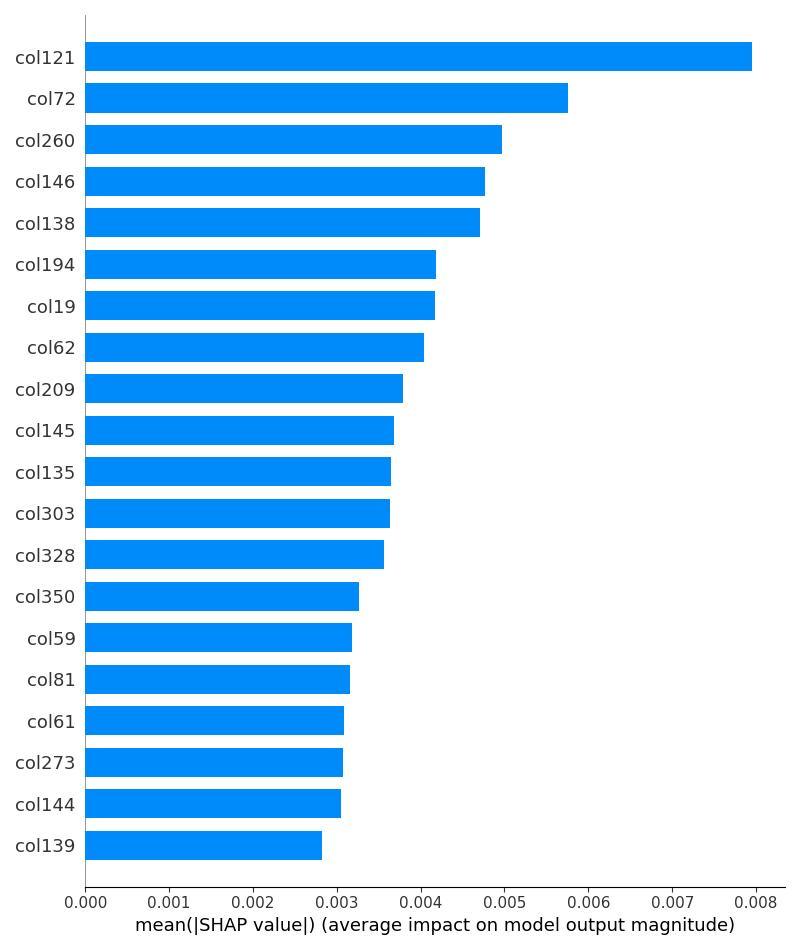 col121
col72
col260
col146
col138
col194
col19
col62
col209
col145
col135
col303
col328
col350
col59
col81
col61
col273
col144
col139
0.000 0.001 0.002 0.003 0.004 0.005 0.006 0.007 0.008
mean(|SHAP value|) (average impact on model output magnitude)